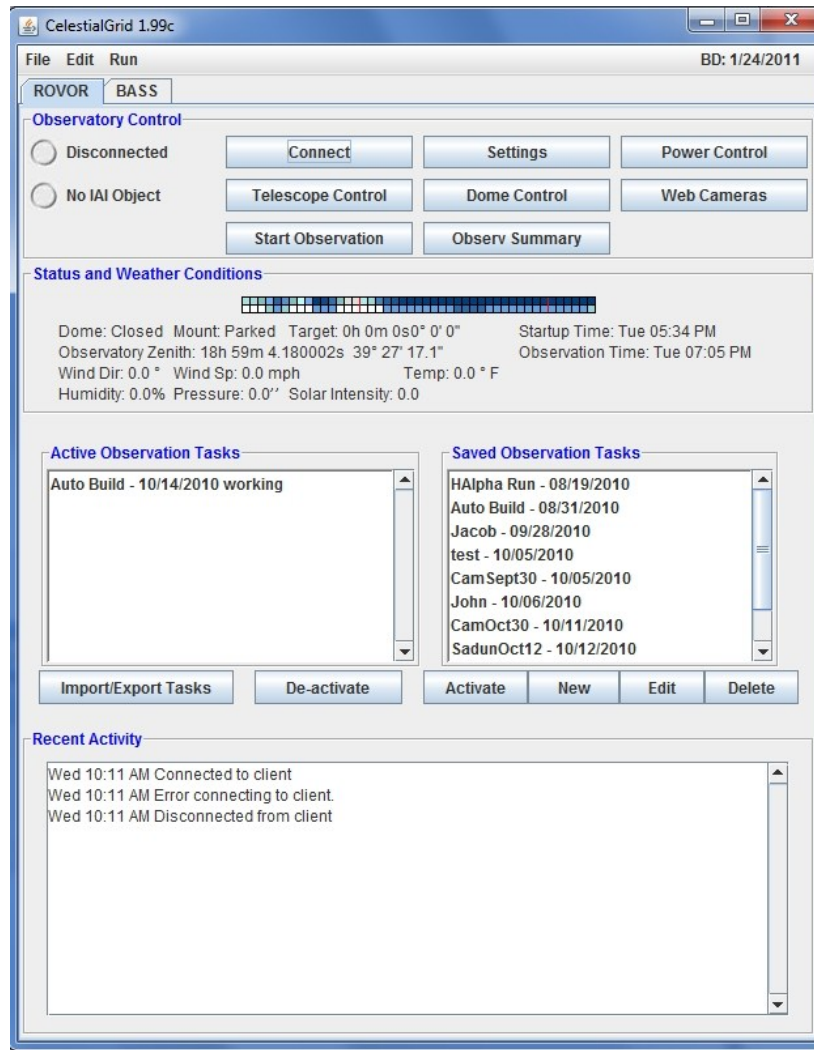 CelestialGrid 1.99c
File Edit Run BD: 1/24/2011
ROVOR BASS
Observatory Control
Disconnected Connect Settings Power Control
No IAI Object Telescope Control Dome Control Web Cameras
Start Observation Observ Summary
Status and Weather Conditions
Dome: Closed Mount: Parked Target: 0h 0m 0s0° 0' 0" Startup Time: Tue 05:34 PM
Observatory Zenith: 18h 59m 4.180002s 39° 27' 17.1" Observation Time: Tue 07:05 PM
Wind Dir: 0.0 ° Wind Sp: 0.0 mph Temp: 0.0 ° F
Humidity: 0.0% Pressure: 0.0'' Solar Intensity: 0.0
Active Observation Tasks Saved Observation Tasks
Auto Build - 10/14/2010 working
HAlpha Run - 08/19/2010
Auto Build - 08/31/2010
Jacob - 09/28/2010
test - 10/05/2010
CamSept30 - 10/05/2010
John - 10/06/2010
CamOct30 - 10/11/2010
SadunOct12 - 10/12/2010
Import/Export Tasks De-activate Activate New Edit Delete
Recent Activity
Wed 10:11 AM Connected to client
Wed 10:11 AM Error connecting to client.
Wed 10:11 AM Disconnected from client